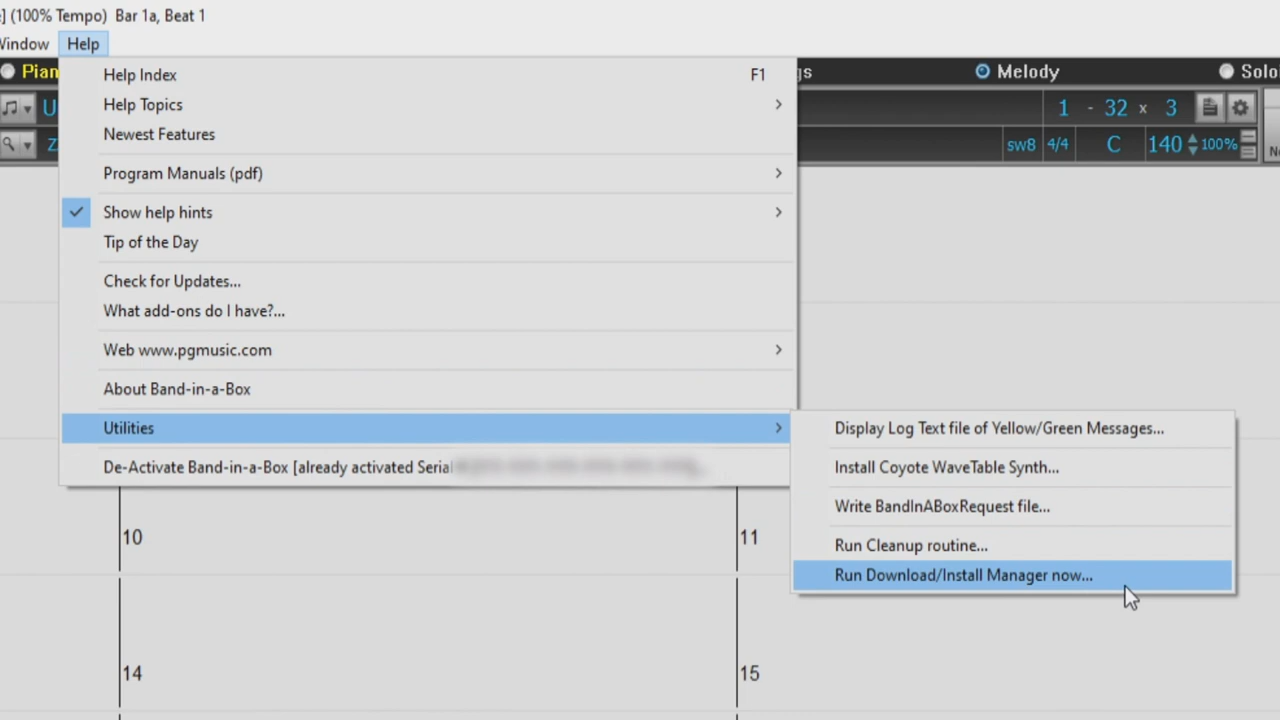 ] (100% Tempo) Bar 1a, Beat 1
Window Help
Pian
gs
Melody
Solo
U
1 - 32 x 3
Z
sw8 4/4 C 140 100%
Help Index F1
Help Topics
Newest Features
Program Manuals (pdf)
Show help hints
Tip of the Day
Check for Updates...
What add-ons do I have?...
Web www.pgmusic.com
About Band-in-a-Box
Utilities
De-Activate Band-in-a-Box [already activated Serial
Display Log Text file of Yellow/Green Messages...
Install Coyote WaveTable Synth...
Write BandInABoxRequest file...
Run Cleanup routine...
Run Download/Install Manager now...
10 11
14 15